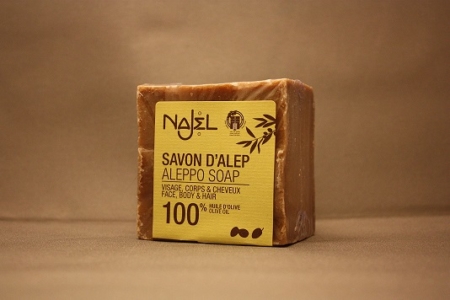 NAJEL
SAVON D'ALEP
ALEPPO SOAP
VISAGE, CORPS & CHEVEUX
FACE, BODY & HAIR
100% HUILE D'OLIVE
OLIVE OIL